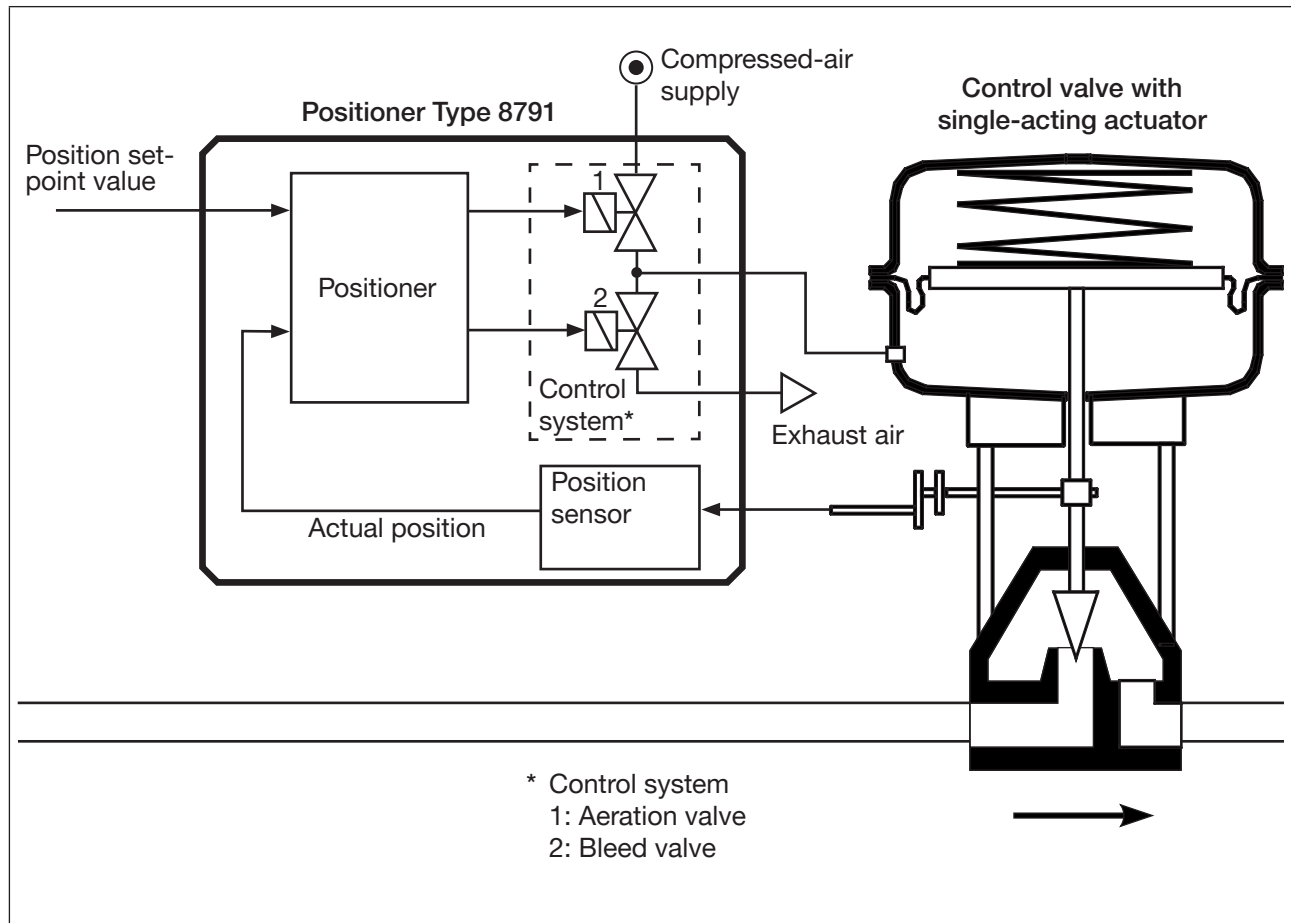 Compressed-air
supply
Control valve with
single-acting actuator
Positioner Type 8791
Position set-
point value
1
Positioner
2
Control
system*
Exhaust air
Position
sensor
Actual position
* Control system
1: Aeration valve
2: Bleed valve